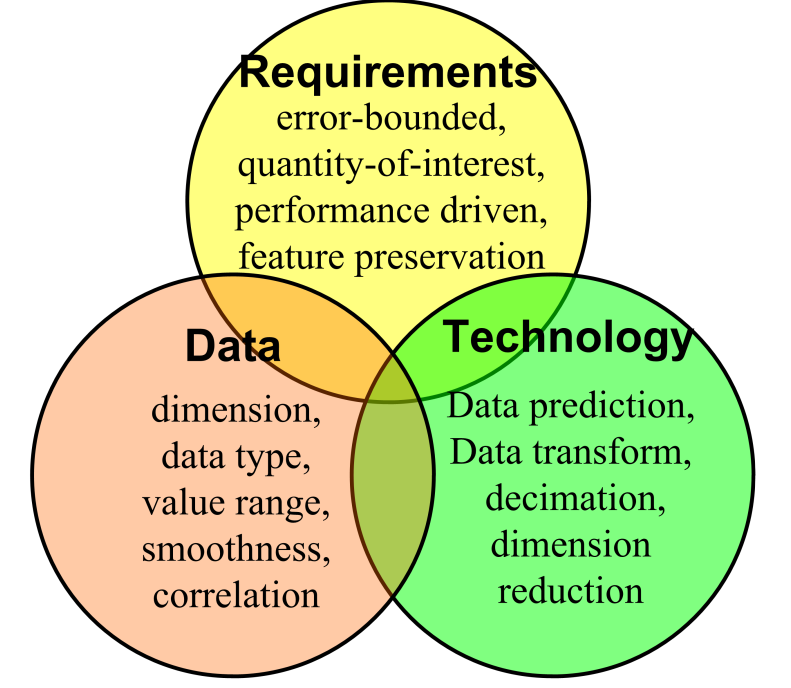 Requirements
error-bounded,
quantity-of-interest,
performance driven,
feature preservation
Data
dimension,
data type,
value range,
smoothness,
correlation
Technology
Data prediction,
Data transform,
decimation,
dimension
reduction